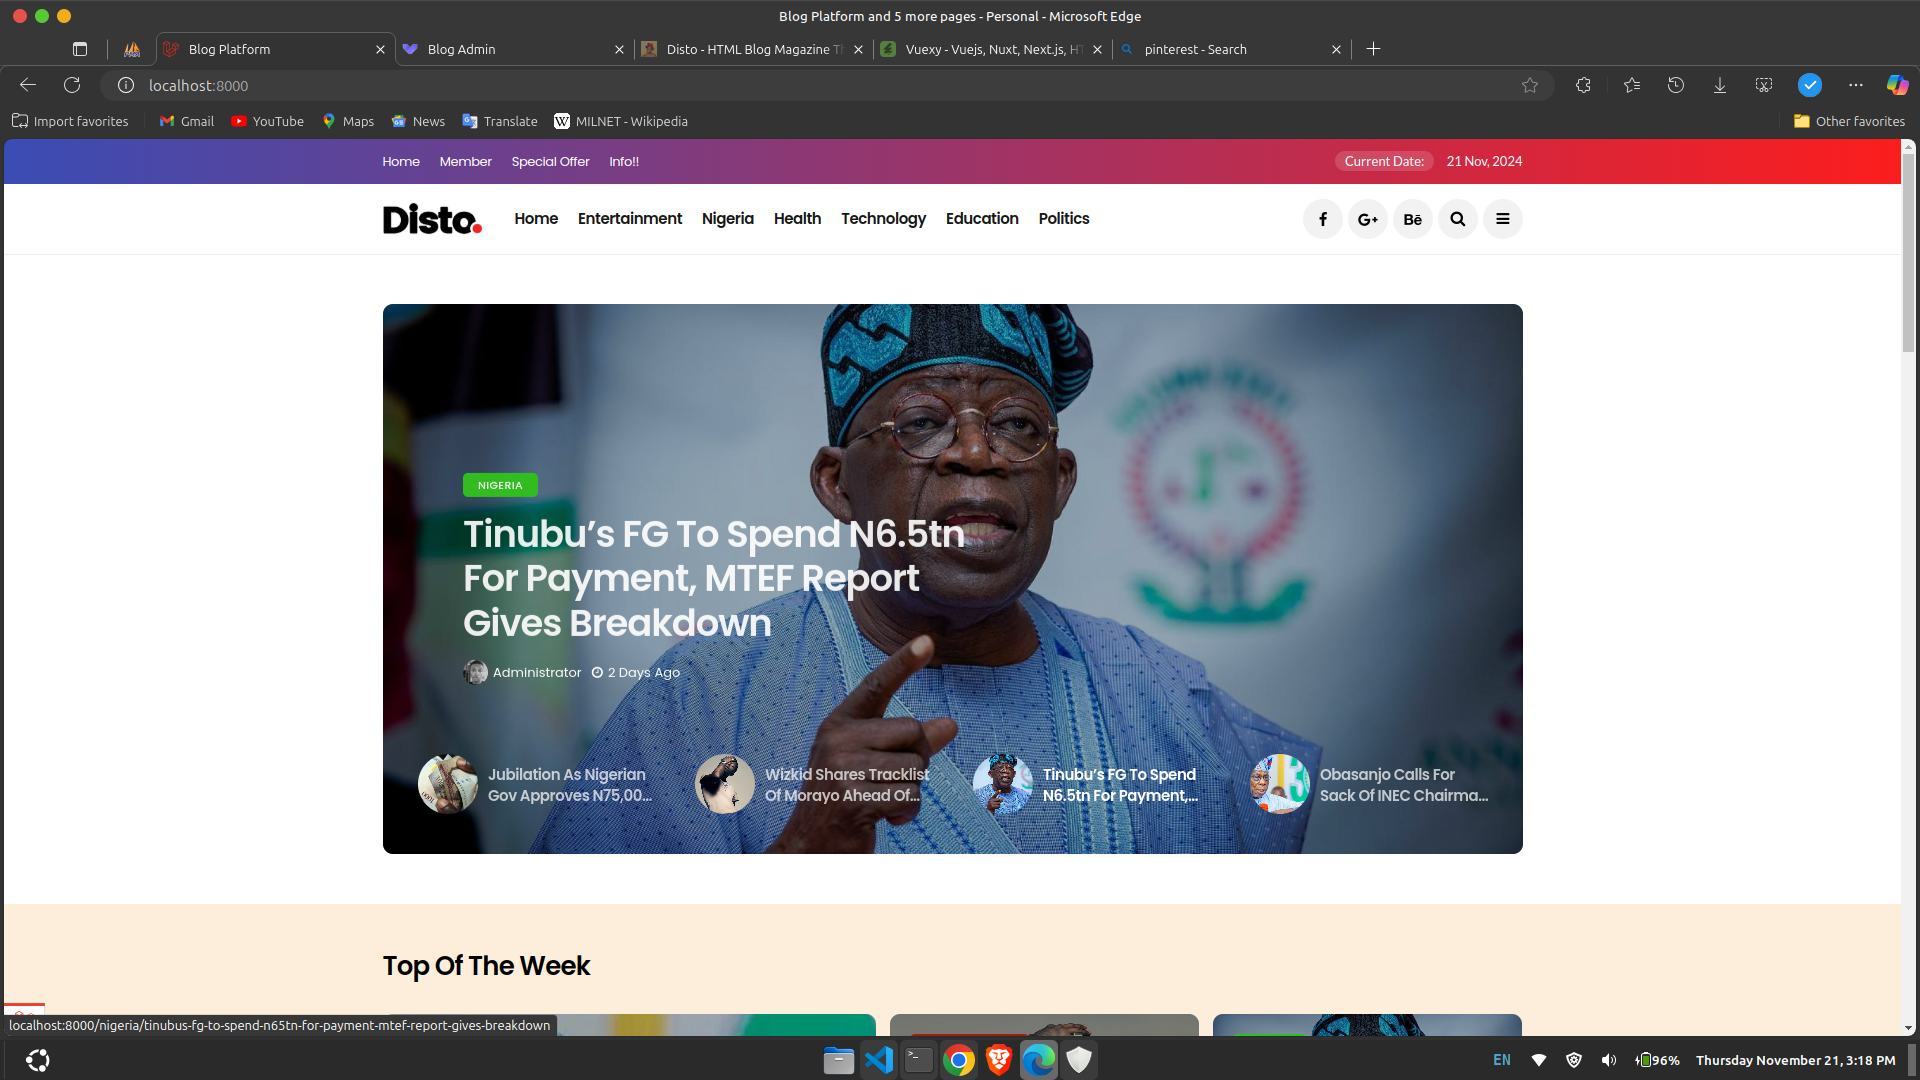 Blog Platform and 5 more pages - Personal - Microsoft Edge
Blog Platform
Blog Admin
Disto - HTML Blog Magazine Th
Vuexy - Vuejs, Nuxt, Next.js, HT
pinterest - Search
localhost:8000
Import favorites
Gmail
YouTube
Maps
News
Translate
MILNET - Wikipedia
Other favorites
Home Member Special Offer Info!!
Current Date: 21 Nov, 2024
Disto.
Home Entertainment Nigeria Health Technology Education Politics
NIGERIA
Tinubu’s FG To Spend N6.5tn
For Payment, MTEF Report
Gives Breakdown
Administrator 2 Days Ago
Jubilation As Nigerian
Gov Approves N75,00...
Wizkid Shares Tracklist
Of Morayo Ahead Of...
Tinubu’s FG To Spend
N6.5tn For Payment,...
Obasanjo Calls For
Sack Of INEC Chairma...
Top Of The Week
localhost:8000/nigeria/tinubus-fg-to-spend-n65tn-for-payment-mtef-report-gives-breakdown
EN
96%
Thursday November 21, 3:18 PM